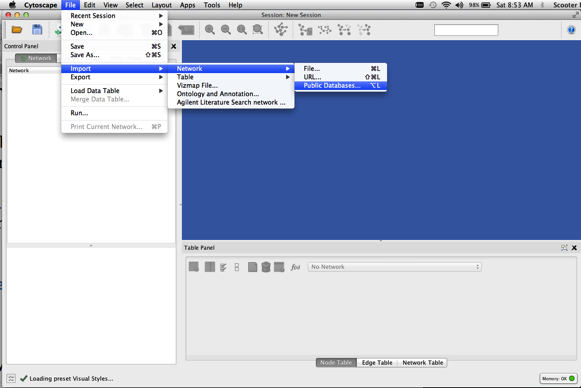 Cytoscape File Edit View Select Layout Apps Tools Help 98% Sat 8:53 AM Scooter
Session: New Session
Recent Session
New
Open... ⌘O
Save ⌘S
Save As... ⇧⌘S
Import
Export
Load Data Table
Merge Data Table...
Run...
Print Current Network... ⌘P
Network
Table
Vizmap File...
Ontology and Annotation...
Agilent Literature Search network ...
File... ⌘L
URL... ⇧⌘L
Public Databases... ⌥L
Control Panel
Network
Network
Table Panel
f(x) No Network
Node Table Edge Table Network Table
Loading preset Visual Styles...
Memory: OK